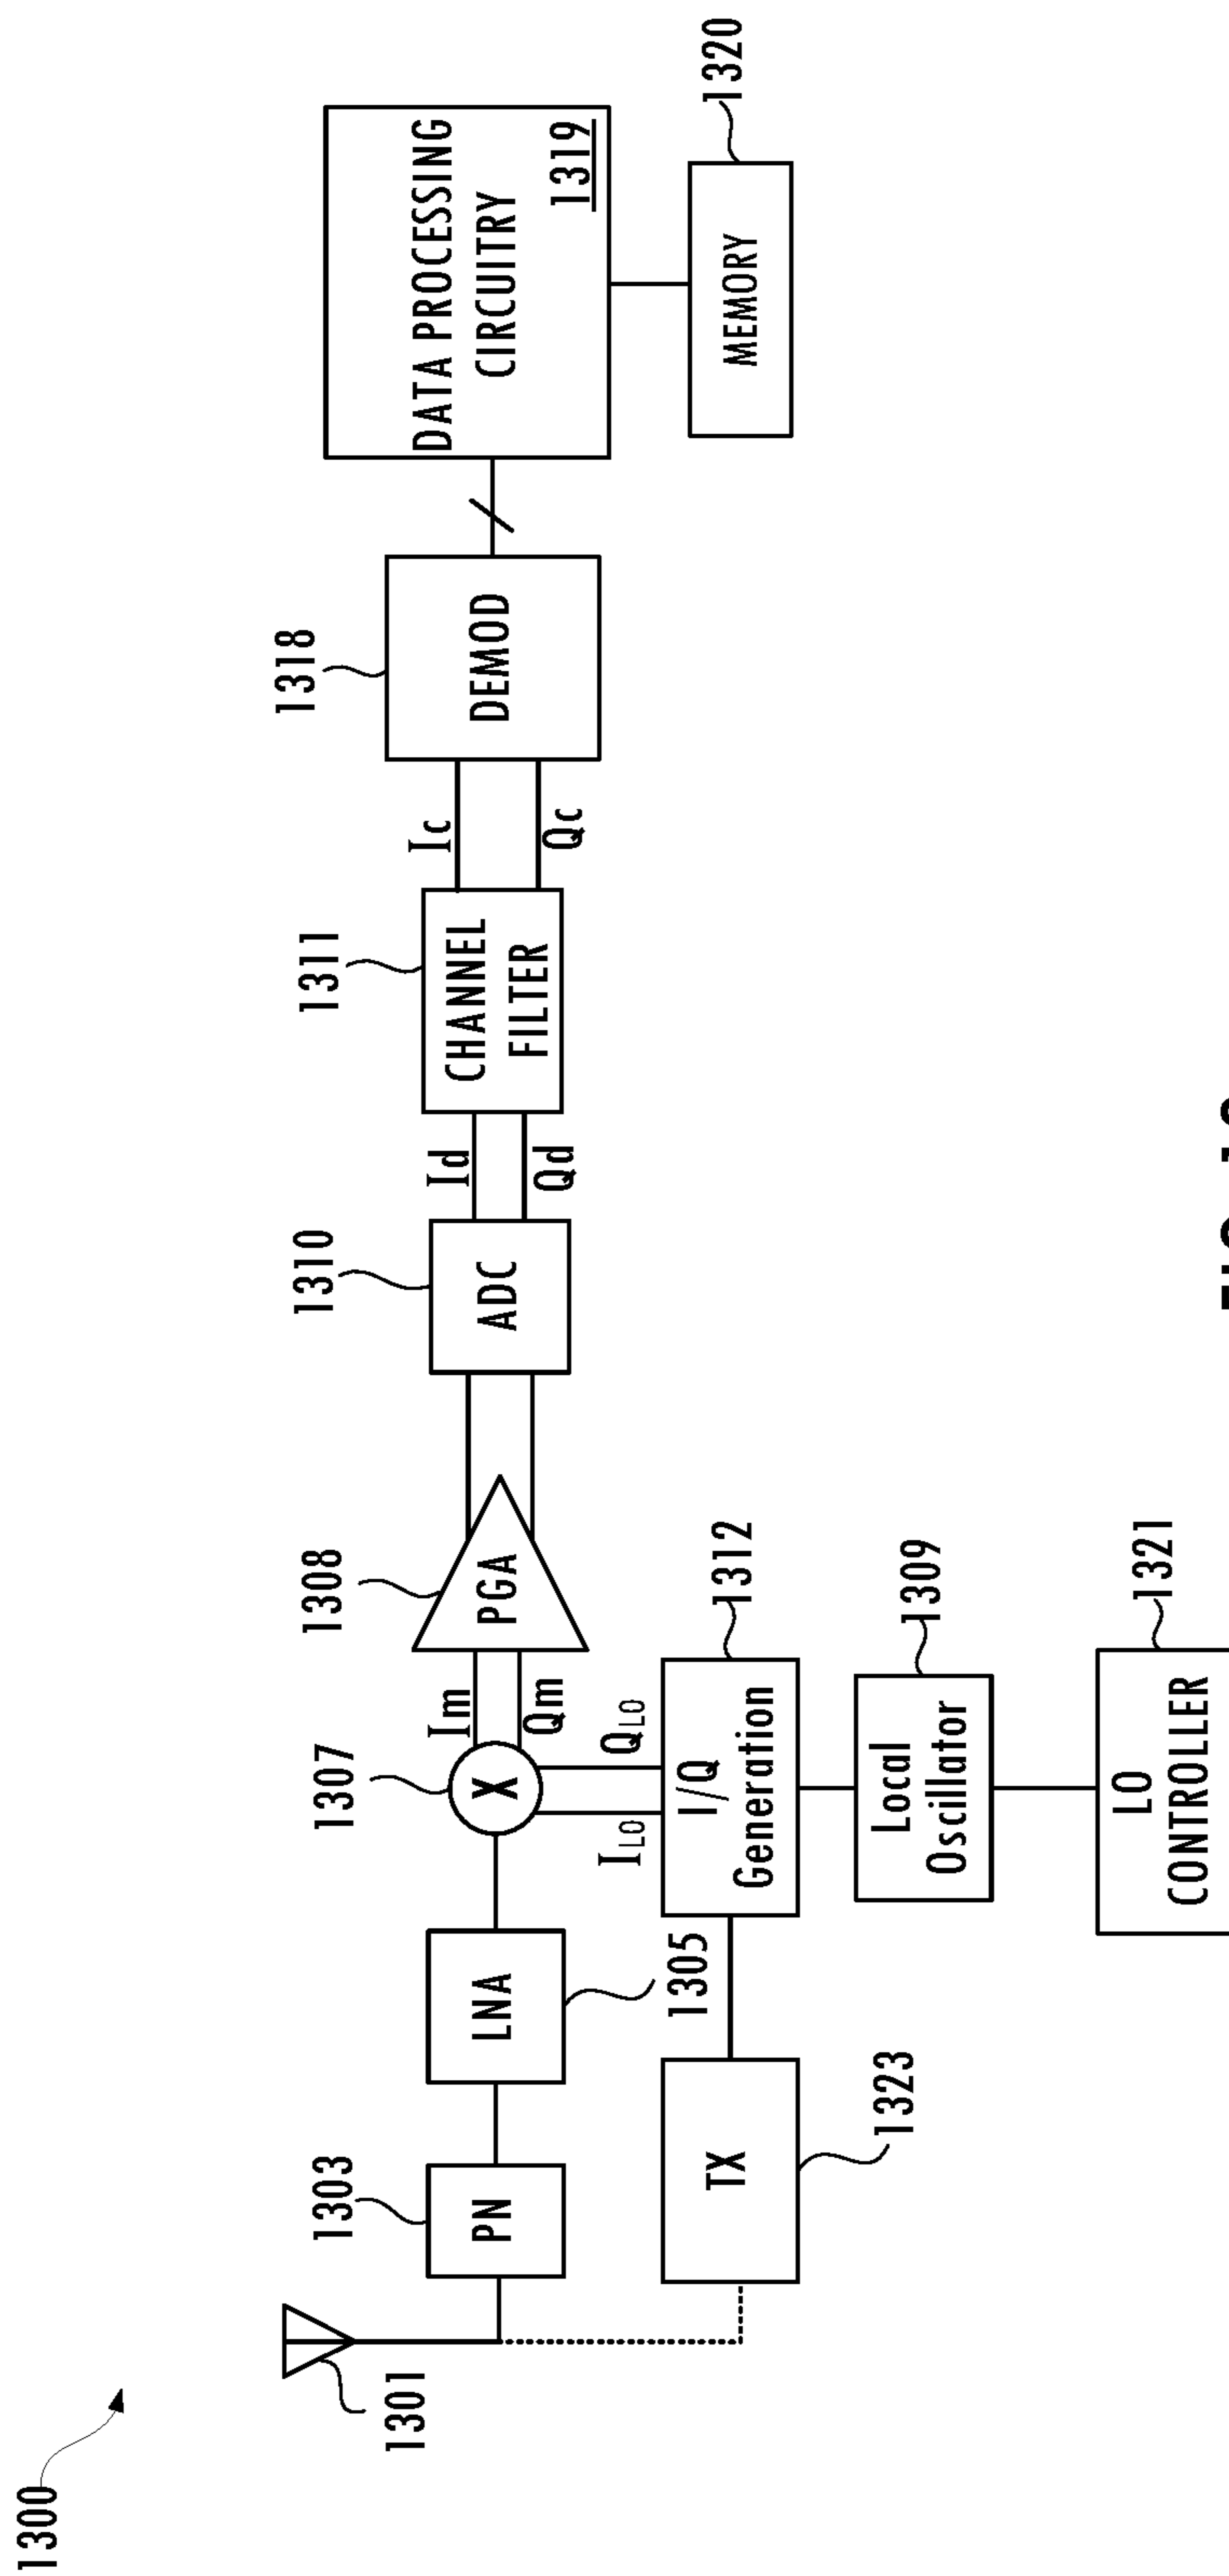 1300
1301
1303
PN
LNA
1305
1307
X
Im
Qm
I_LO
Q_LO
1308
PGA
1310
ADC
Id
Qd
1311
CHANNEL
FILTER
Ic
Qc
1318
DEMOD
DATA PROCESSING
CIRCUITRY
1319
MEMORY
1320
TX
1323
I/Q
Generation
1312
Local
Oscillator
1309
LO
CONTROLLER
1321